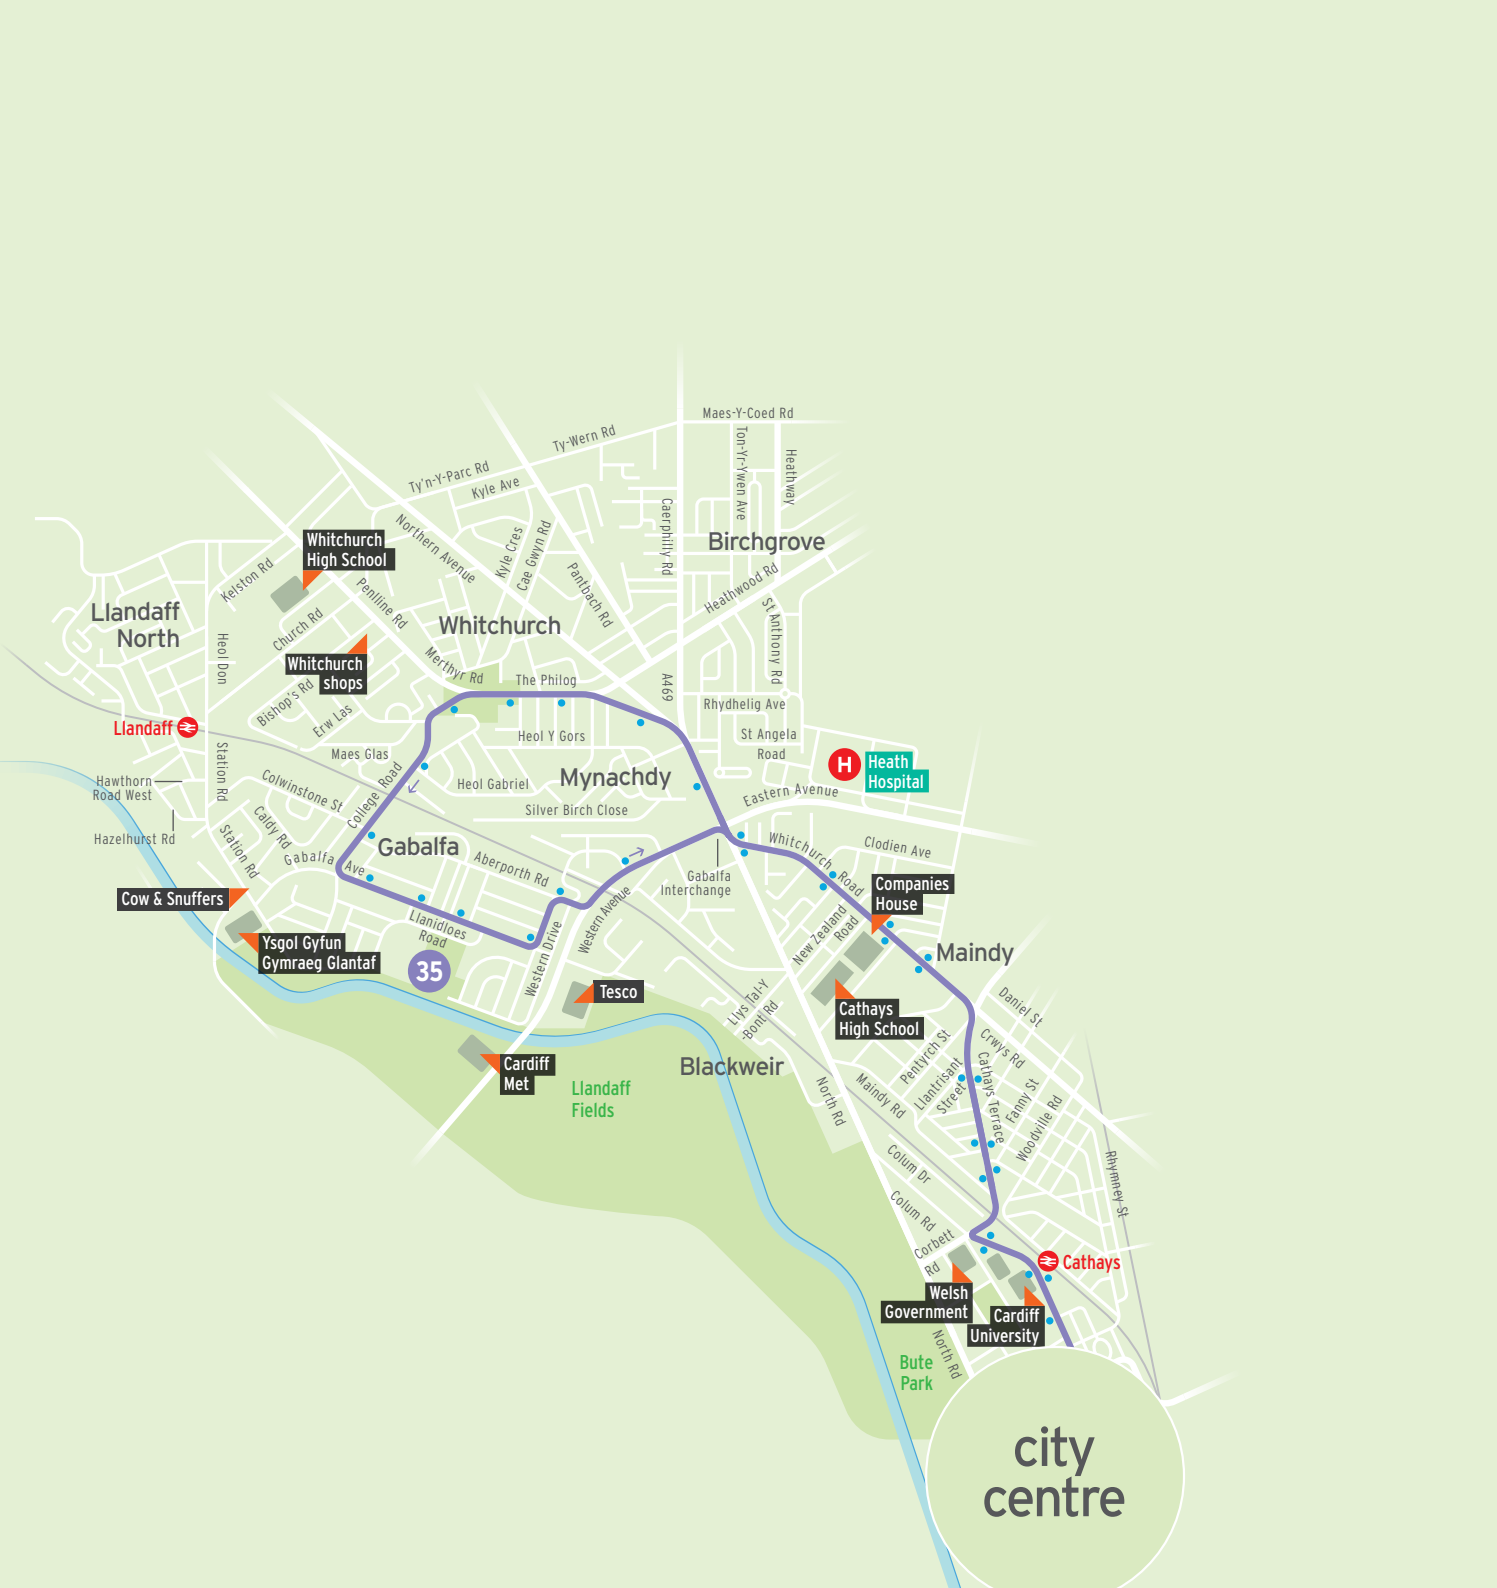 Maes-Y-Coed Rd
Ty-Wern Rd
Ton-Yr-Ywen Ave
Heathway
Ty'n-Y-Parc Rd
Kyle Ave
Caerphilly Rd
Northern Avenue
Kyle Cres
Cae Gwyn Rd
Birchgrove
Whitchurch
High School
Kelston Rd
Penlline Rd
Pantbach Rd
Heathwood Rd
St Anthony Rd
Llandaff
North
Church Rd
Whitchurch
Heol Don
Whitchurch
shops
Merthyr Rd
The Philog
A469
Bishop's Rd
Erw Las
Rhydhelig Ave
Llandaff
Heol Y Gors
St Angela
Road
Maes Glas
Station Rd
H
Heath
Hospital
Hawthorn
Road West
Colwinstone St
College Road
Heol Gabriel
Mynachdy
Eastern Avenue
Silver Birch Close
Hazelhurst Rd
Caldy Rd
Station Rd
Gabalfa
Gabalfa Ave
Aberporth Rd
Whitchurch Road
Clodien Ave
Gabalfa
Interchange
Companies
House
Cow & Snuffers
Western Avenue
Llanidloes
Road
New Zealand
Road
Ysgol Gyfun
Gymraeg Glantaf
35
Western Drive
Maindy
Tesco
Llys Tal-Y
-Bont Rd
Cathays
High School
Daniel St
Crwys Rd
Cardiff
Met
Blackweir
Pentyrch St
Llantrisant
Street
Cathays Terrace
Fanny St
Woodville Rd
Llandaff
Fields
North Rd
Maindy Rd
Colum Dr
Rhymney St
Colum Rd
Corbett
Rd
Cathays
Welsh
Government
Cardiff
University
North Rd
Bute
Park
city
centre